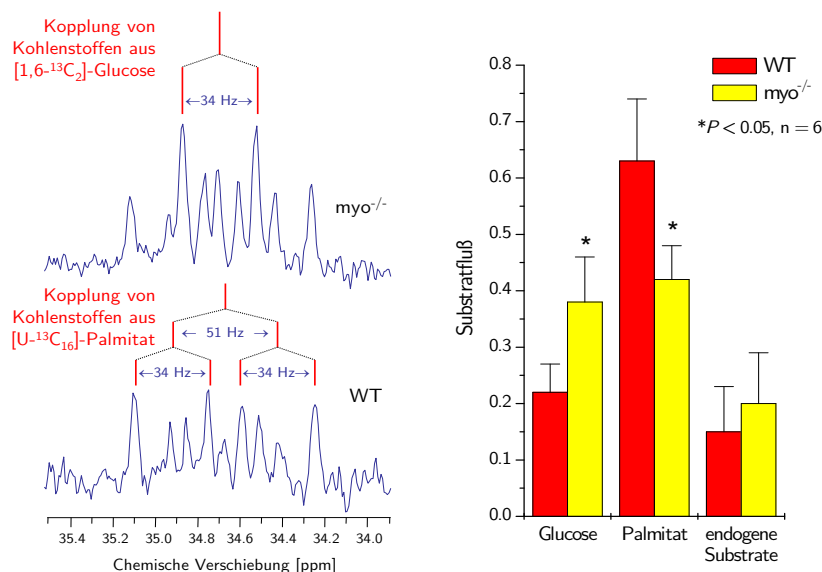 Kopplung von
Kohlenstoffen aus
[1,6-¹³C₂]-Glucose
←34 Hz→
myo⁻/⁻
Kopplung von
Kohlenstoffen aus
[U-¹³C₁₆]-Palmitat
← 51 Hz →
←34 Hz→ ←34 Hz→
WT
35.4 35.2 35.0 34.8 34.6 34.4 34.2 34.0
Chemische Verschiebung [ppm]
WT
myo⁻/⁻
*P < 0.05, n = 6
Substratfluß
0.8
0.7
0.6
0.5
0.4
0.3
0.2
0.1
0.0
* *
Glucose Palmitat endogene
Substrate